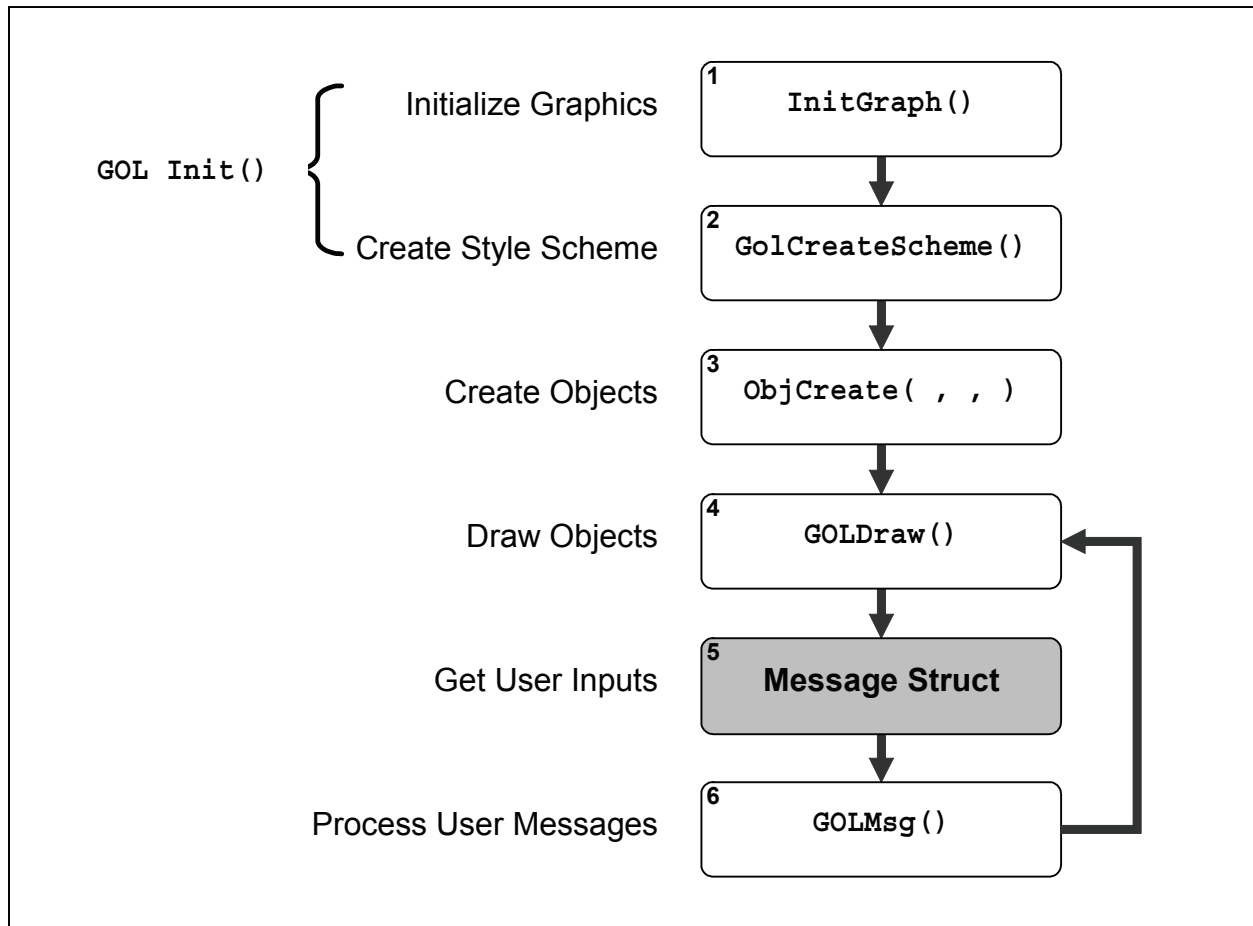 GOL Init()
Initialize Graphics
1
InitGraph()
Create Style Scheme
2
GolCreateScheme()
Create Objects
3
ObjCreate( , , )
Draw Objects
4
GOLDraw()
Get User Inputs
5
Message Struct
Process User Messages
6
GOLMsg()